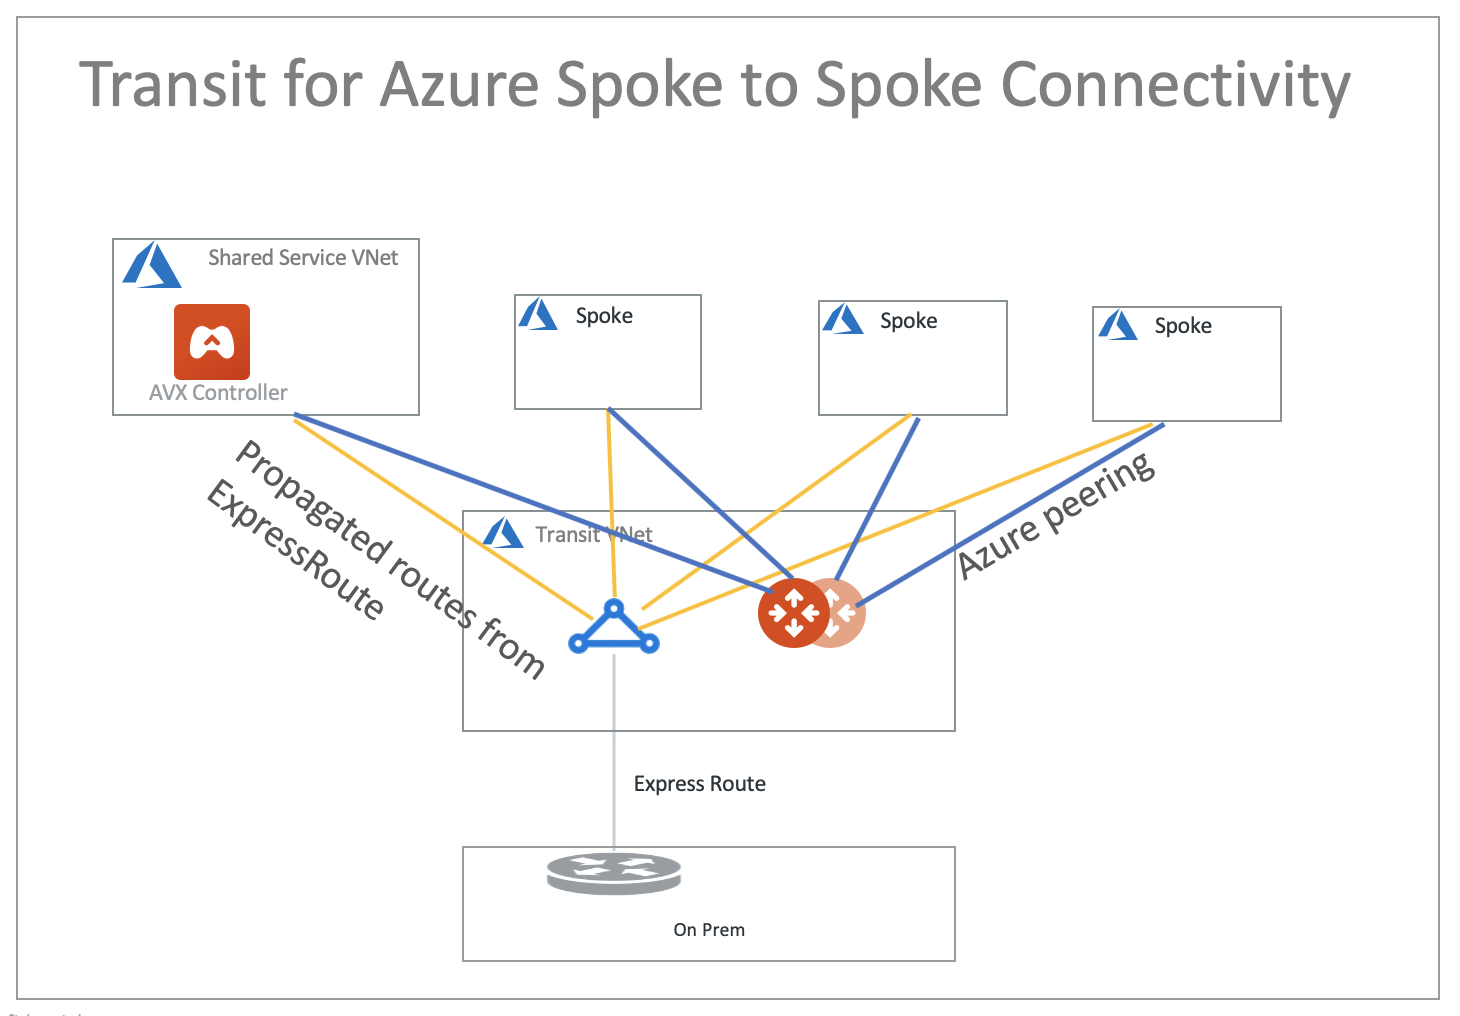 Transit for Azure Spoke to Spoke Connectivity
Shared Service VNet
AVX Controller
Spoke
Spoke
Spoke
Propagated routes from
ExpressRoute
Transit VNet
Azure peering
Express Route
On Prem